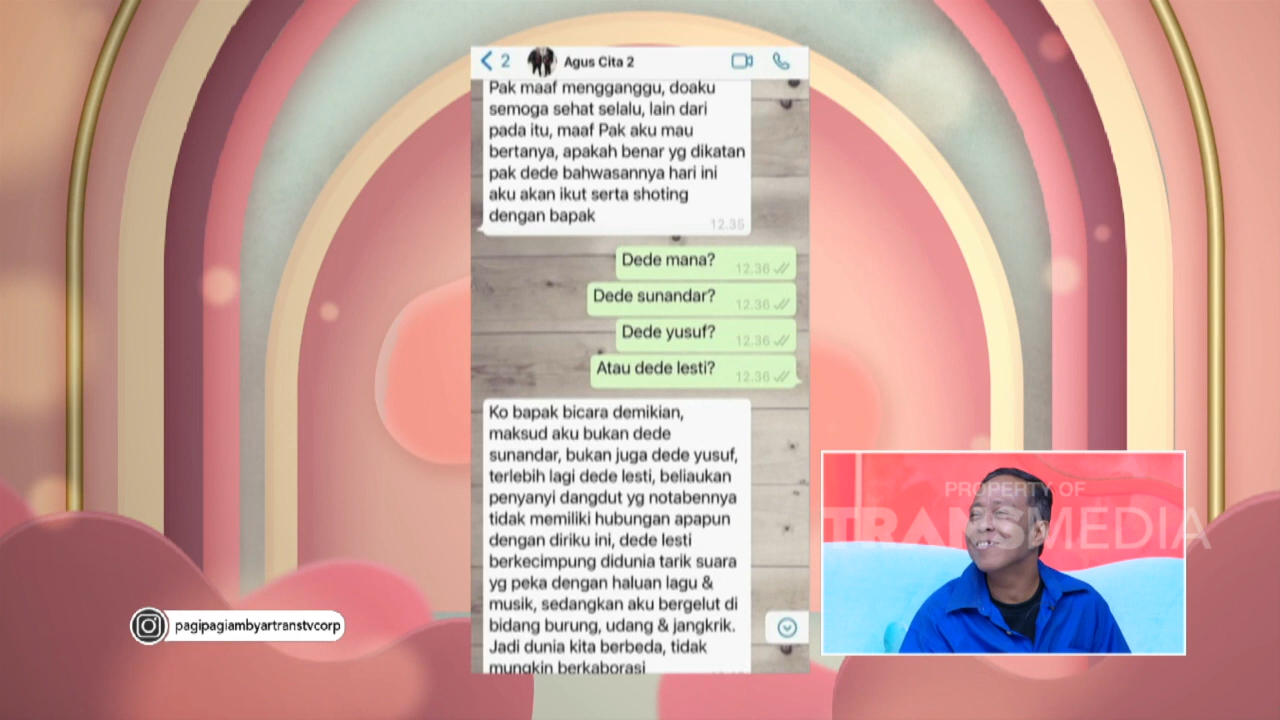 2
Agus Cita 2
Pak maaf mengganggu, doaku
semoga sehat selalu, lain dari
pada itu, maaf Pak aku mau
bertanya, apakah benar yg dikatan
pak dede bahwasannya hari ini
aku akan ikut serta shoting
dengan bapak
12.35
Dede mana?
12.36
Dede sunandar?
12.36
Dede yusuf?
12.36
Atau dede lesti?
12.36
Ko bapak bicara demikian,
maksud aku bukan dede
sunandar, bukan juga dede yusuf,
terlebih lagi dede lesti, beliaukan
penyanyi dangdut yg notabennya
tidak memiliki hubungan apapun
dengan diriku ini, dede lesti
berkecimpung didunia tarik suara
yg peka dengan haluan lagu &
musik, sedangkan aku bergelut di
bidang burung, udang & jangkrik.
Jadi dunia kita berbeda, tidak
mungkin berkaborasi
PROPERTY OF
TRANSMEDIA
pagipagiambyartranstvcorp